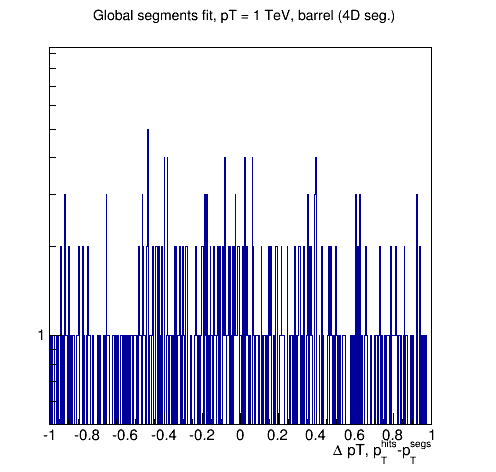 Global segments fit, pT = 1 TeV, barrel (4D seg.)
1
-1 -0.8 -0.6 -0.4 -0.2 0 0.2 0.4 0.6 0.8 1
Δ pT, p_T^hits-p_T^segs